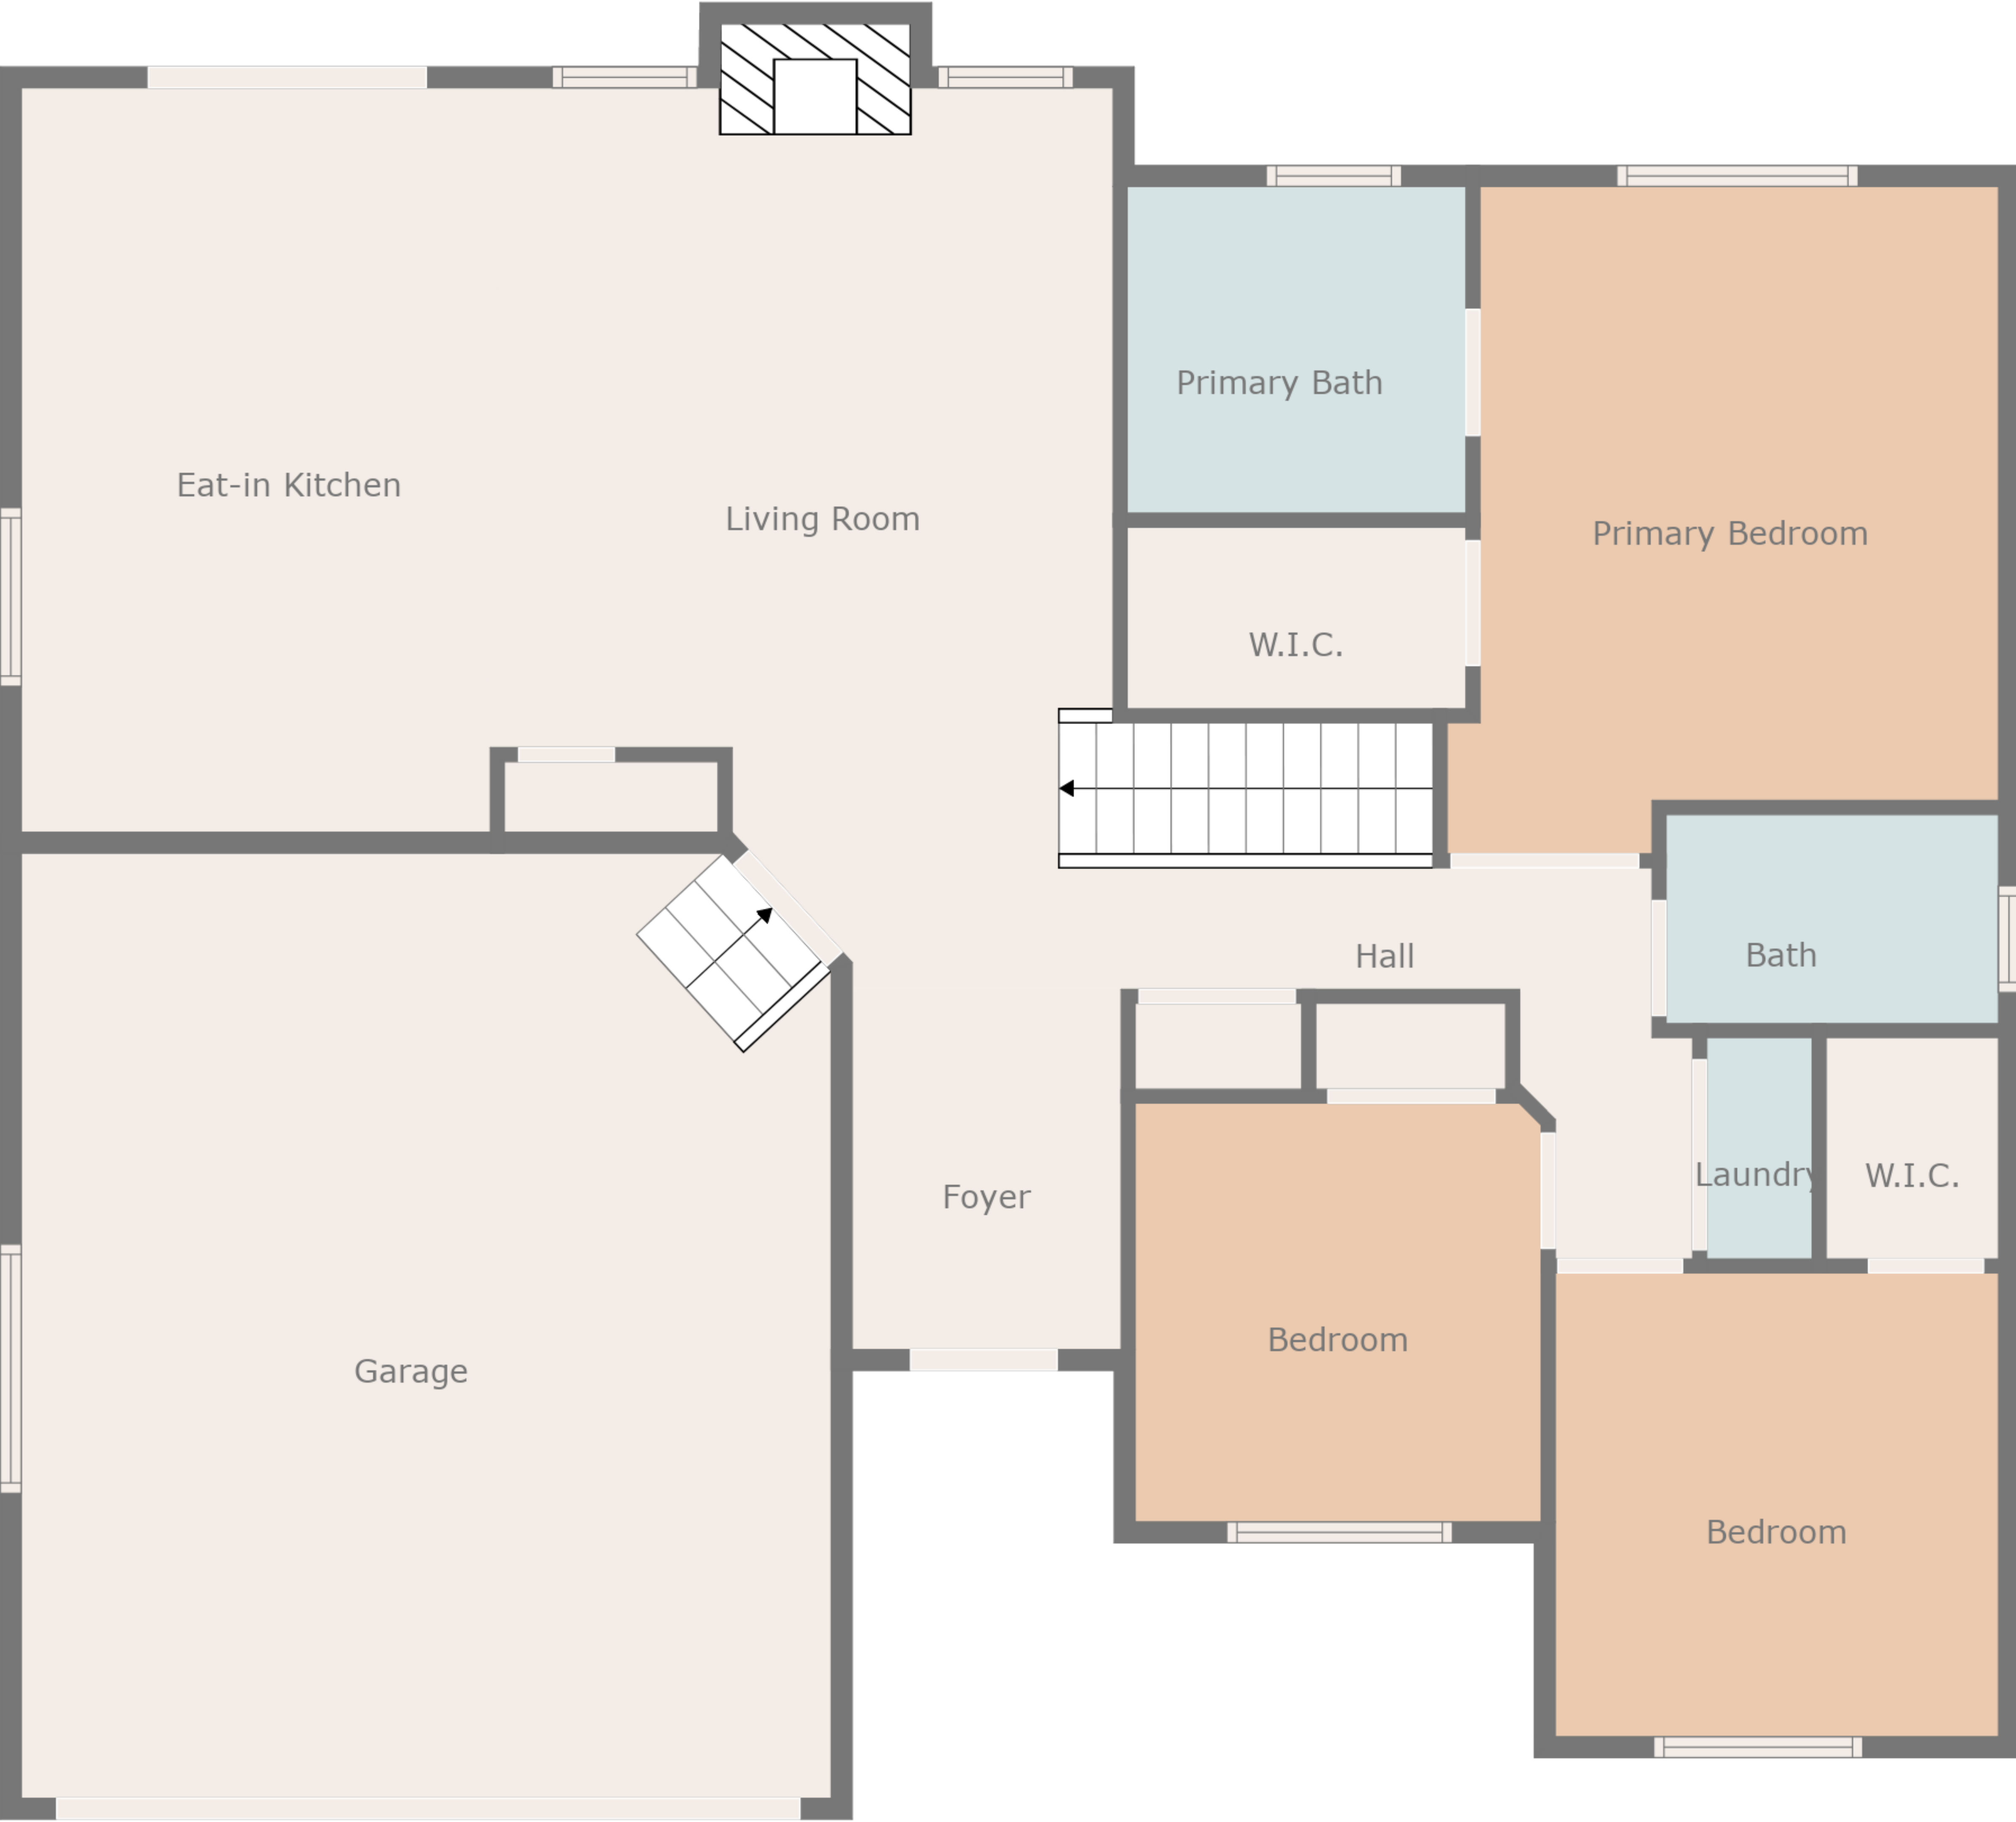 Primary Bath
Eat-in Kitchen
Living Room
Primary Bedroom
W.I.C.
Hall
Bath
Laundry
W.I.C.
Foyer
Bedroom
Garage
Bedroom